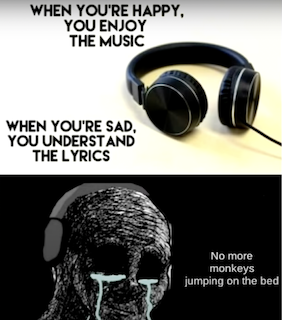 WHEN YOU'RE HAPPY,
YOU ENJOY
THE MUSIC
WHEN YOU'RE SAD,
YOU UNDERSTAND
THE LYRICS
No more
monkeys
jumping on the bed